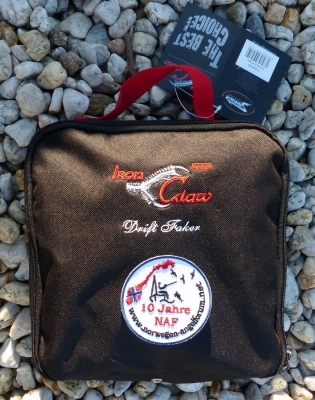 THE BEST
CHOICE!
Iron
Claw
Drift Faker
10 Jahre
NAF
www.norwegen-angelforum.net